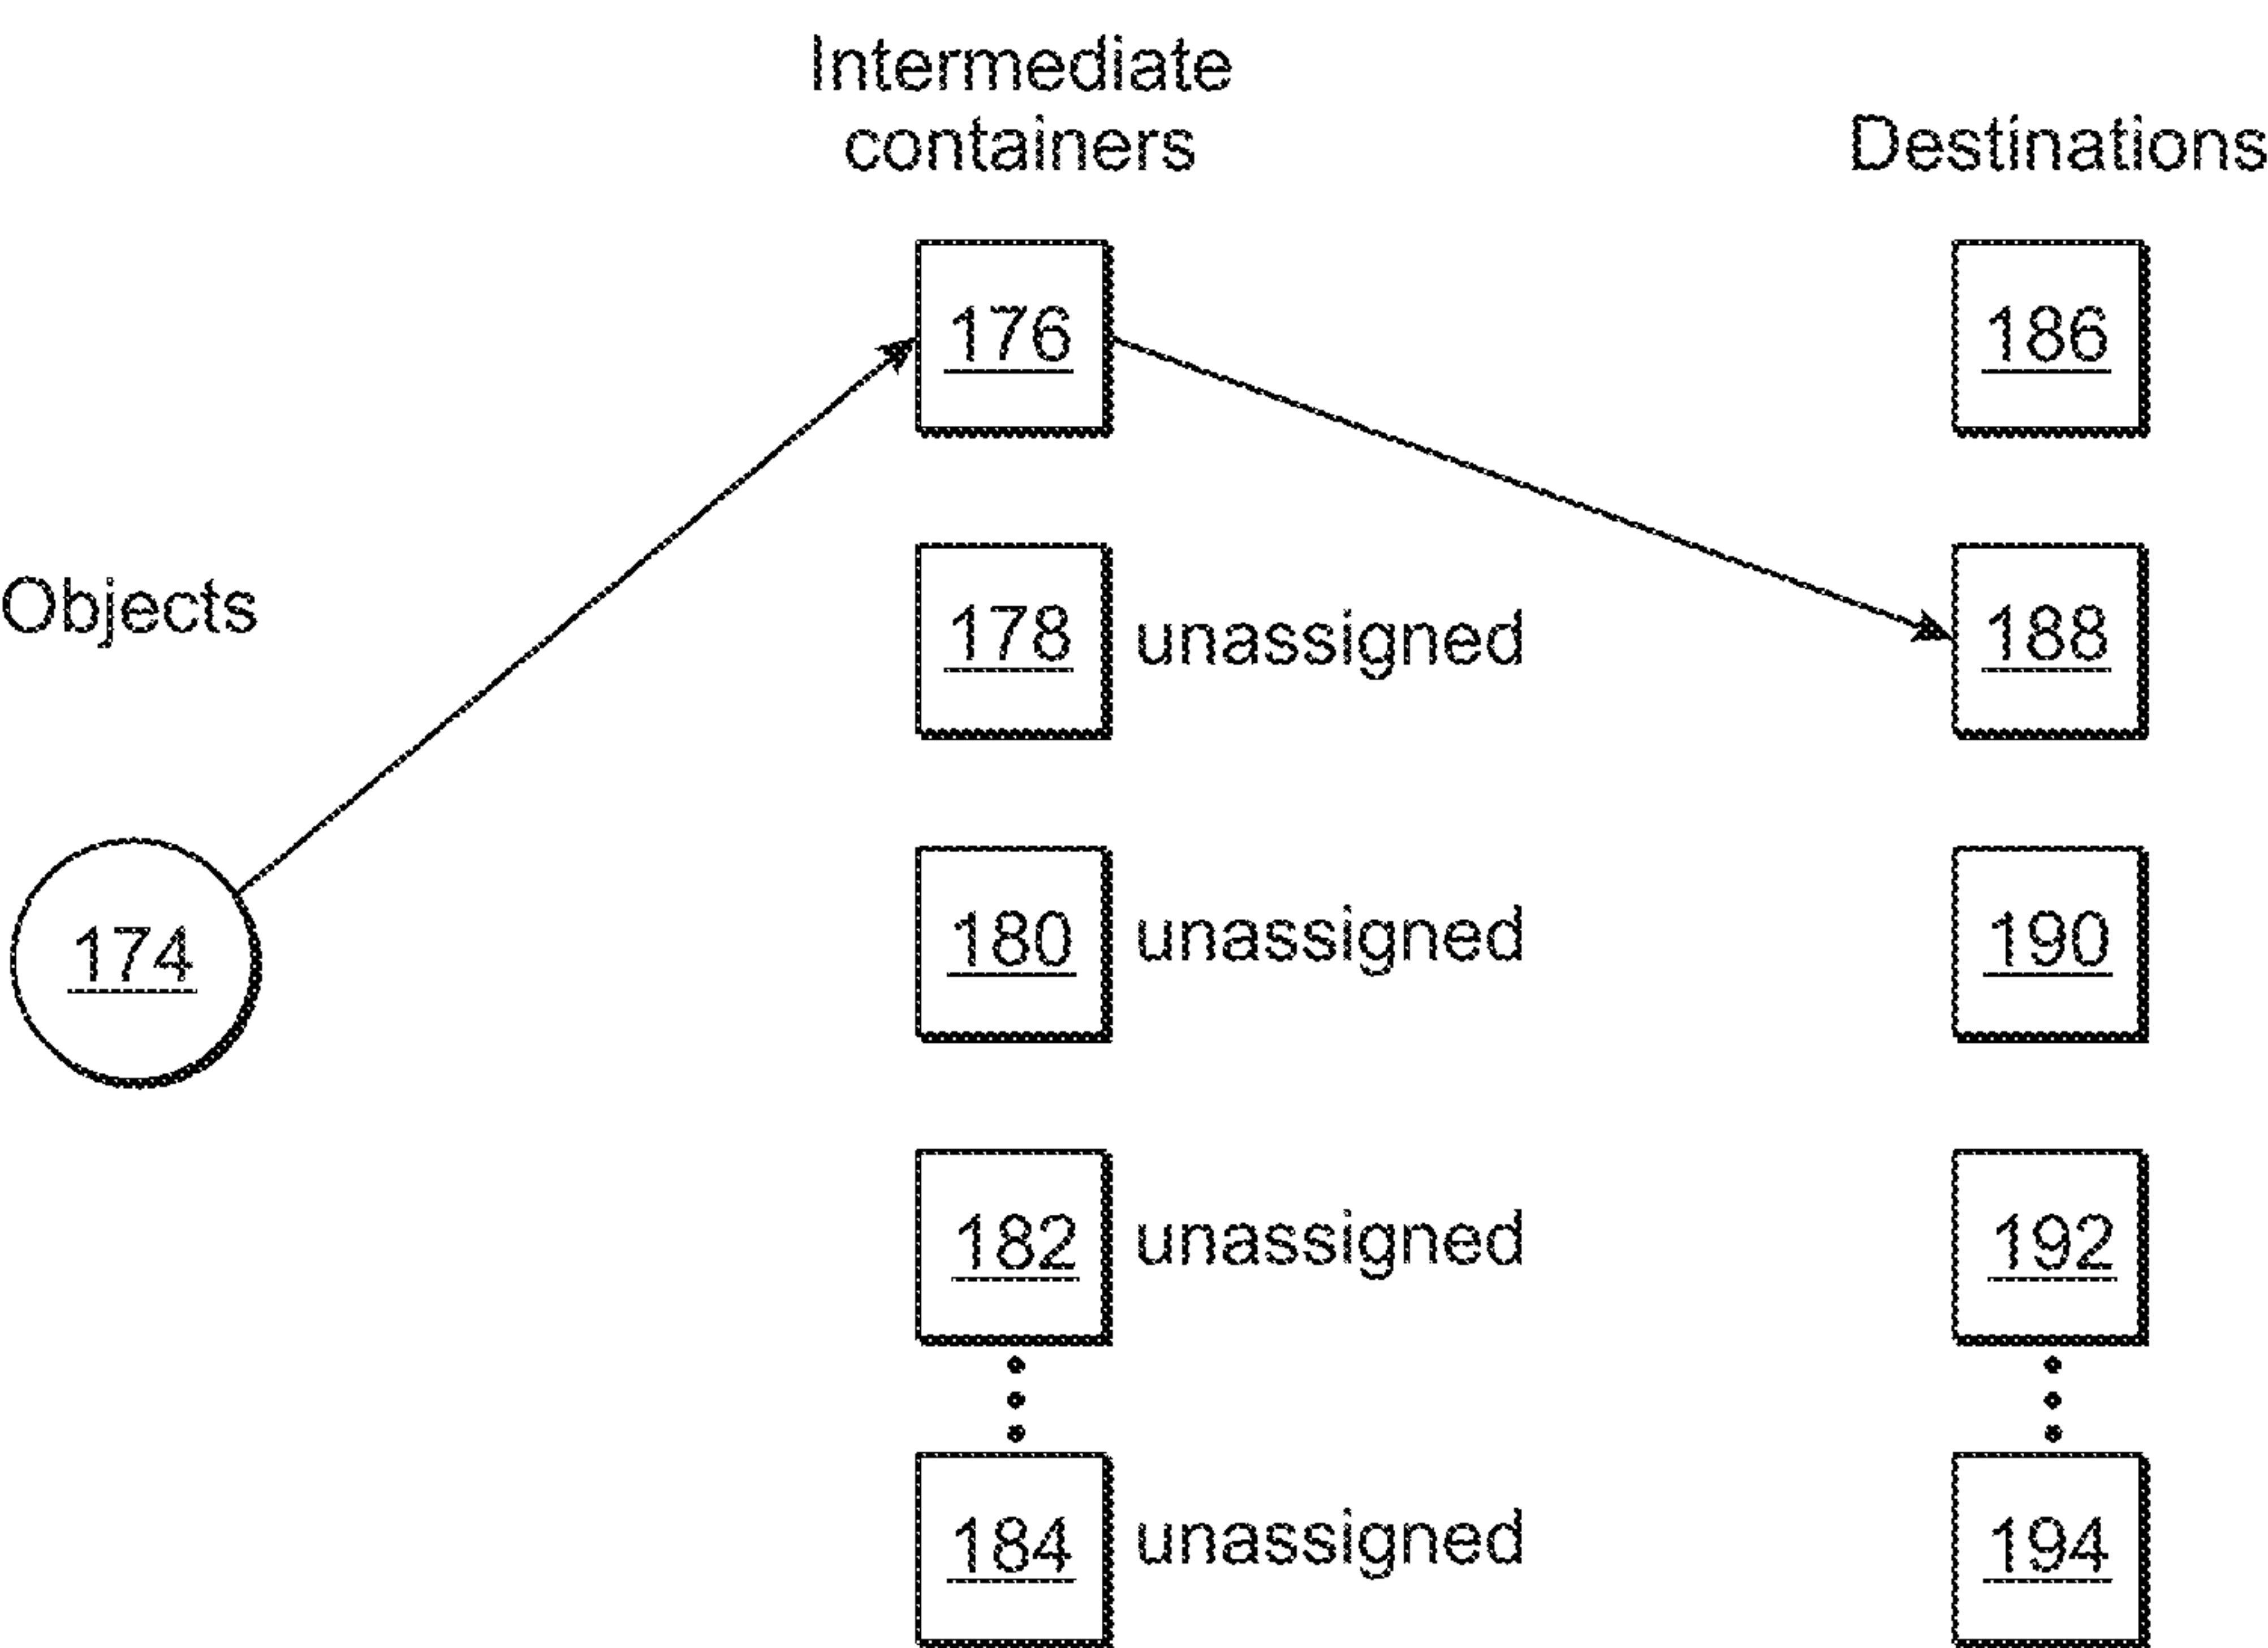 Intermediate
containers
Destinations
176
186
Objects
178 unassigned
188
174
180 unassigned
190
182 unassigned
192
184 unassigned
194